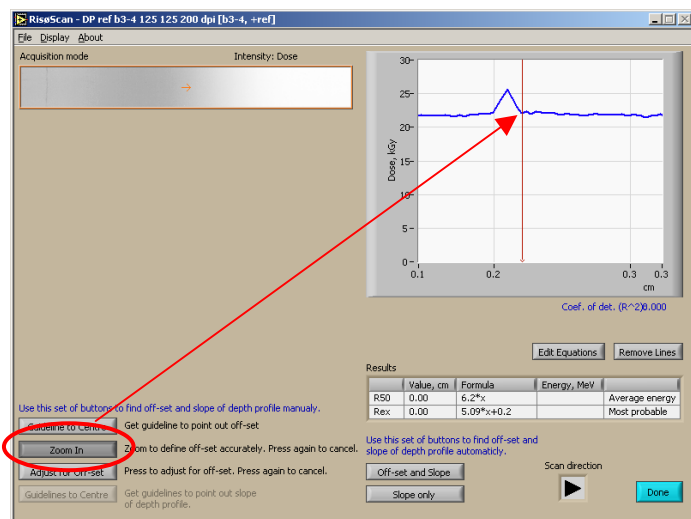 RisøScan - DP ref b3-4 125 125 200 dpi [b3-4, +ref]
File Display About
Acquisition mode
Intensity: Dose
30-
25-
20-
15-
10-
5-
0-
Dose, kGy
0.1 0.2 0.3 0.3
cm
Coef. of det. (R^2)0.000
Edit Equations
Remove Lines
Results
Value, cm Formula Energy, MeV
R50 0.00 6.2*x Average energy
Rex 0.00 5.09*x+0.2 Most probable
Use this set of buttons to find off-set and slope of depth profile manualy.
Guideline to Centre
Get guideline to point out off-set
Zoom In
Zoom to define off-set accurately. Press again to cancel.
Adjust for Off-set
Press to adjust for off-set. Press again to cancel.
Guidelines to Centre
Get guidelines to point out slope
of depth profile.
Use this set of buttons to find off-set and
slope of depth profile automaticly.
Off-set and Slope
Slope only
Scan direction
Done